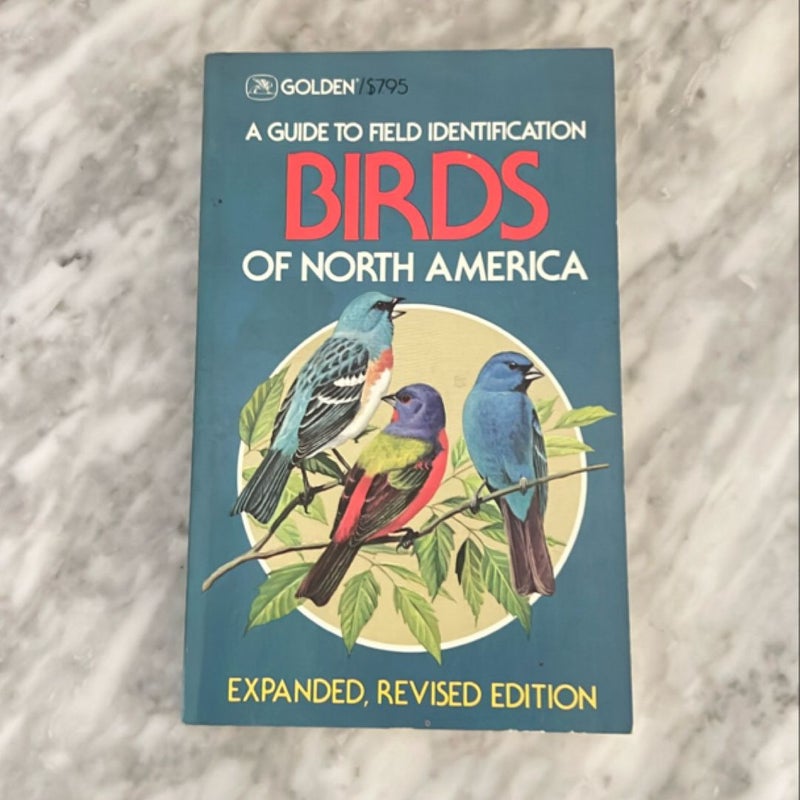 GOLDEN®/$7.95
A GUIDE TO FIELD IDENTIFICATION
BIRDS
OF NORTH AMERICA
EXPANDED, REVISED EDITION